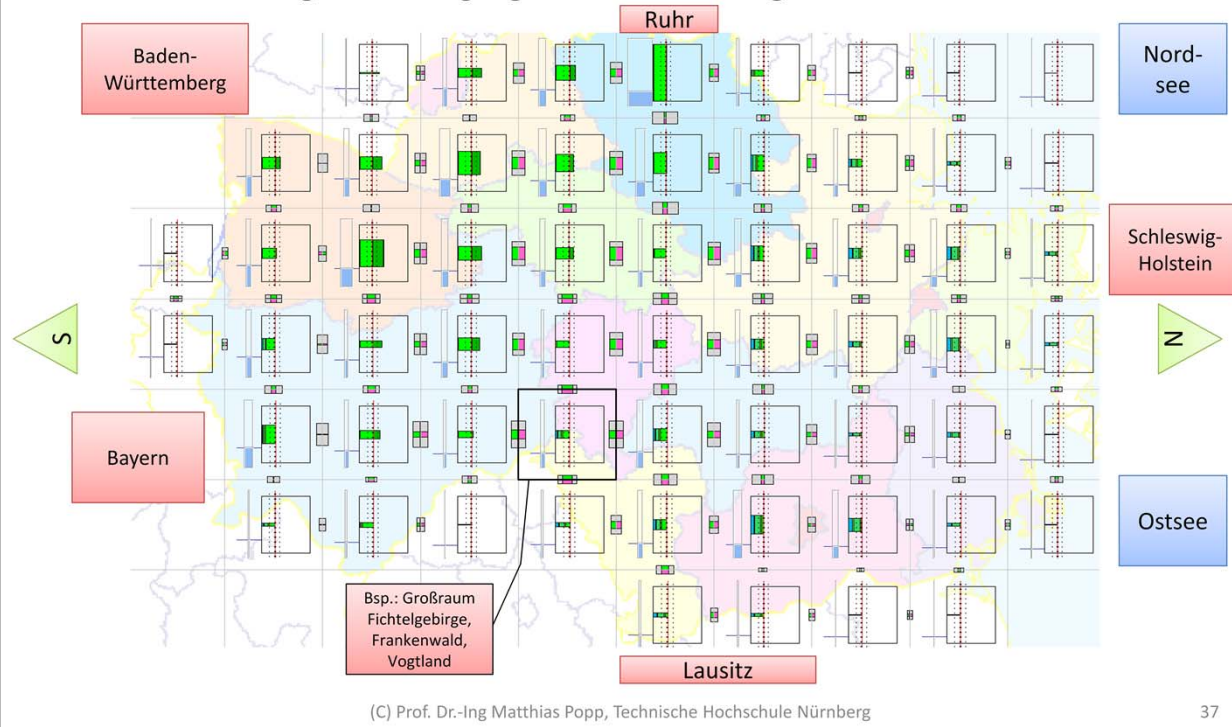 Ruhr
Baden-
Württemberg
Nord-
see
Schleswig-
Holstein
S
N
Bayern
Ostsee
Bsp.: Großraum
Fichtelgebirge,
Frankenwald,
Vogtland
Lausitz
(C) Prof. Dr.-Ing Matthias Popp, Technische Hochschule Nürnberg
37